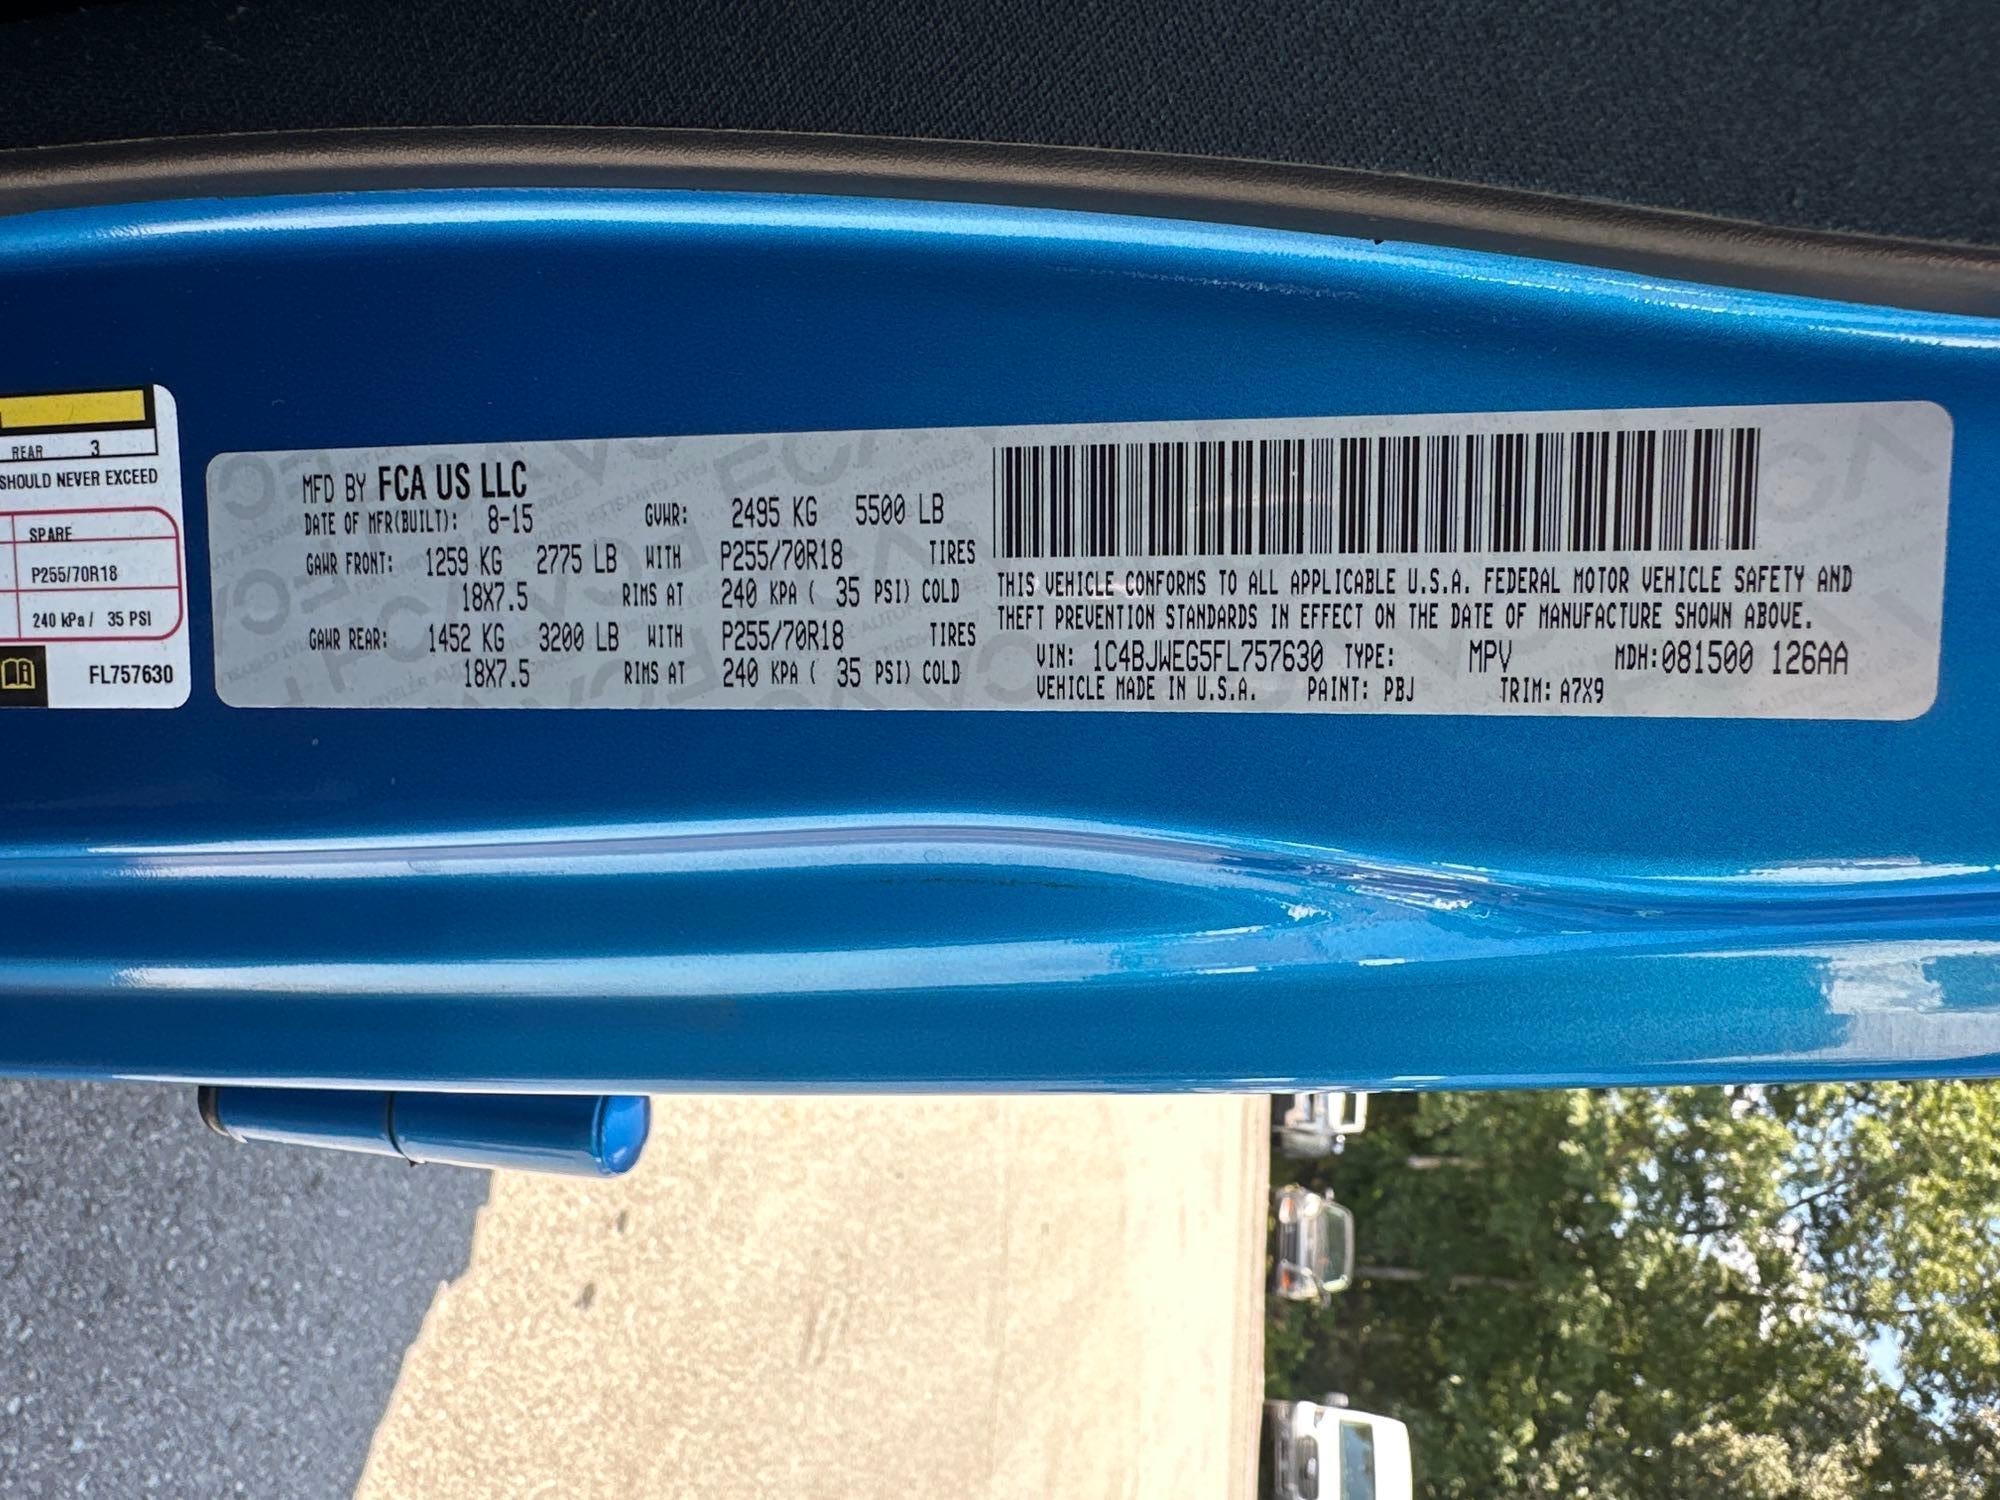 REAR 3
SHOULD NEVER EXCEED
SPARE
P255/70R18
240 kPa / 35 PSI
FL757630
MFD BY FCA US LLC
DATE OF MFR(BUILT): 8-15 GVWR: 2495 KG 5500 LB
GAWR FRONT: 1259 KG 2775 LB WITH P255/70R18 TIRES
18X7.5 RIMS AT 240 KPA ( 35 PSI) COLD
GAWR REAR: 1452 KG 3200 LB WITH P255/70R18 TIRES
18X7.5 RIMS AT 240 KPA ( 35 PSI) COLD
THIS VEHICLE CONFORMS TO ALL APPLICABLE U.S.A. FEDERAL MOTOR VEHICLE SAFETY AND
THEFT PREVENTION STANDARDS IN EFFECT ON THE DATE OF MANUFACTURE SHOWN ABOVE.
VIN: 1C4BJWEG5FL757630 TYPE: MPV MDH:081500 126AA
VEHICLE MADE IN U.S.A. PAINT: PBJ TRIM: A7X9